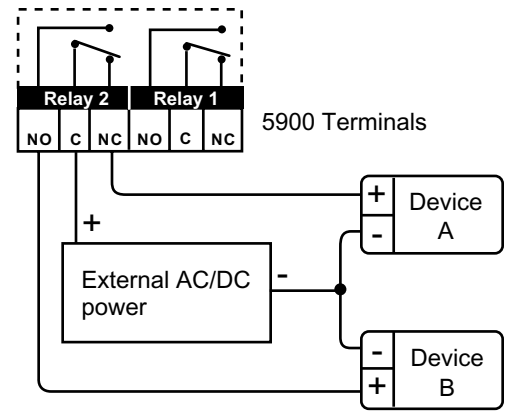 Relay 2 Relay 1
NO C NC NO C NC
5900 Terminals
+
External AC/DC
power
-
+
-
Device
A
-
+
Device
B